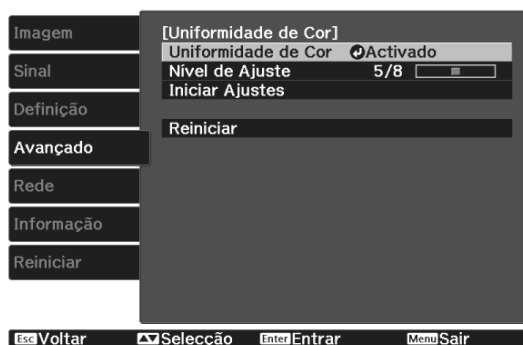 Imagem
Sinal
Definição
Avançado
Rede
Informação
Reiniciar
[Uniformidade de Cor]
Uniformidade de Cor Activado
Nível de Ajuste 5/8
Iniciar Ajustes
Reiniciar
Esc Voltar Selecção Enter Entrar Menu Sair